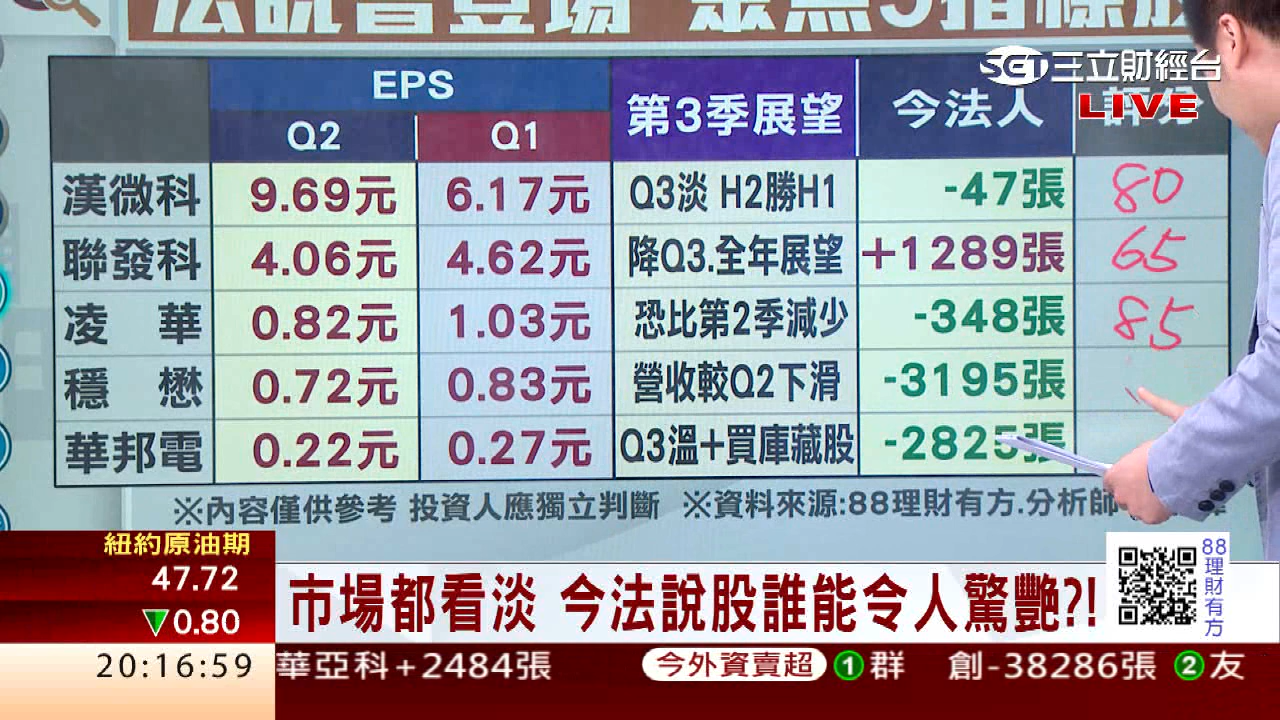 法說會登場 聚焦5指標股
SET三立財經台
LIVE
EPS 第3季展望 今法人 評分
Q2 Q1
漢微科 9.69元 6.17元 Q3淡 H2勝H1 -47張 80
聯發科 4.06元 4.62元 降Q3.全年展望 +1289張 65
凌華 0.82元 1.03元 恐比第2季減少 -348張 85
穩懋 0.72元 0.83元 營收較Q2下滑 -3195張
華邦電 0.22元 0.27元 Q3溫+買庫藏股 -2825張
※內容僅供參考 投資人應獨立判斷 ※資料來源:88理財有方.分析師
紐約原油期
47.72
▼0.80
市場都看淡 今法說股誰能令人驚艷?!
88理財有方
20:16:59 華亞科+2484張 今外資賣超 1群創-38286張 2友